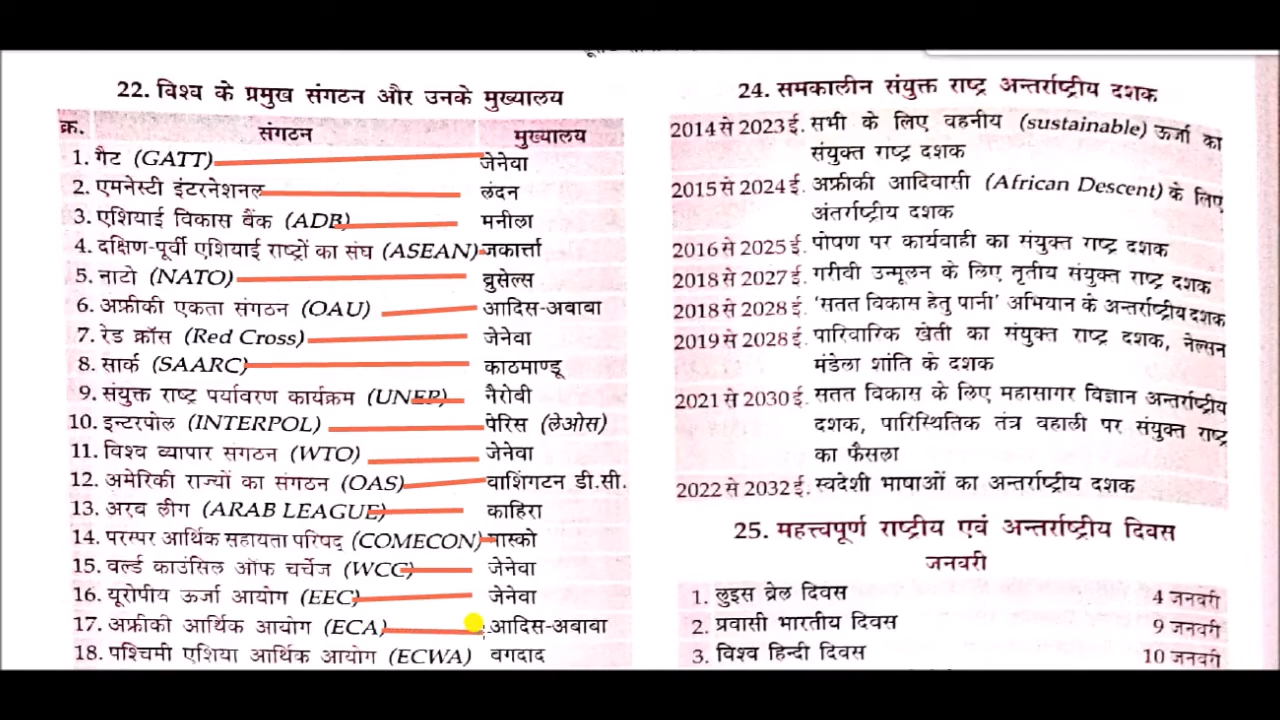 22. विश्व के प्रमुख संगठन और उनके मुख्यालय
क्र. संगठन मुख्यालय
1. गैट (GATT) जेनेवा
2. एमनेस्टी इंटरनेशनल लंदन
3. एशियाई विकास बैंक (ADB) मनीला
4. दक्षिण-पूर्वी एशियाई राष्ट्रों का संघ (ASEAN) जकार्त्ता
5. नाटो (NATO) ब्रुसेल्स
6. अफ्रीकी एकता संगठन (OAU) आदिस-अबाबा
7. रेड क्रॉस (Red Cross) जेनेवा
8. सार्क (SAARC) काठमाण्डू
9. संयुक्त राष्ट्र पर्यावरण कार्यक्रम (UNEP) नैरोबी
10. इन्टरपोल (INTERPOL) पेरिस (लेओस)
11. विश्व व्यापार संगठन (WTO) जेनेवा
12. अमेरिकी राज्यों का संगठन (OAS) वाशिंगटन डी.सी.
13. अरब लीग (ARAB LEAGUE) काहिरा
14. परस्पर आर्थिक सहायता परिषद् (COMECON) मास्को
15. वर्ल्ड काउंसिल ऑफ चर्चेज (WCC) जेनेवा
16. यूरोपीय ऊर्जा आयोग (EEC) जेनेवा
17. अफ्रीकी आर्थिक आयोग (ECA) आदिस-अबाबा
18. पश्चिमी एशिया आर्थिक आयोग (ECWA) बगदाद
24. समकालीन संयुक्त राष्ट्र अन्तर्राष्ट्रीय दशक
2014 से 2023 ई. सभी के लिए वहनीय (sustainable) ऊर्जा का
संयुक्त राष्ट्र दशक
2015 से 2024 ई. अफ्रीकी आदिवासी (African Descent) के लिए
अंतर्राष्ट्रीय दशक
2016 से 2025 ई. पोषण पर कार्यवाही का संयुक्त राष्ट्र दशक
2018 से 2027 ई. गरीबी उन्मूलन के लिए तृतीय संयुक्त राष्ट्र दशक
2018 से 2028 ई. 'सतत विकास हेतु पानी' अभियान के अन्तर्राष्ट्रीय दशक
2019 से 2028 ई. पारिवारिक खेती का संयुक्त राष्ट्र दशक, नेल्सन
मंडेला शांति के दशक
2021 से 2030 ई. सतत विकास के लिए महासागर विज्ञान अन्तर्राष्ट्रीय
दशक, पारिस्थितिक तंत्र बहाली पर संयुक्त राष्ट्र
का फैसला
2022 से 2032 ई. स्वदेशी भाषाओं का अन्तर्राष्ट्रीय दशक
25. महत्त्वपूर्ण राष्ट्रीय एवं अन्तर्राष्ट्रीय दिवस
जनवरी
1. लुइस ब्रेल दिवस 4 जनवरी
2. प्रवासी भारतीय दिवस 9 जनवरी
3. विश्व हिन्दी दिवस 10 जनवरी